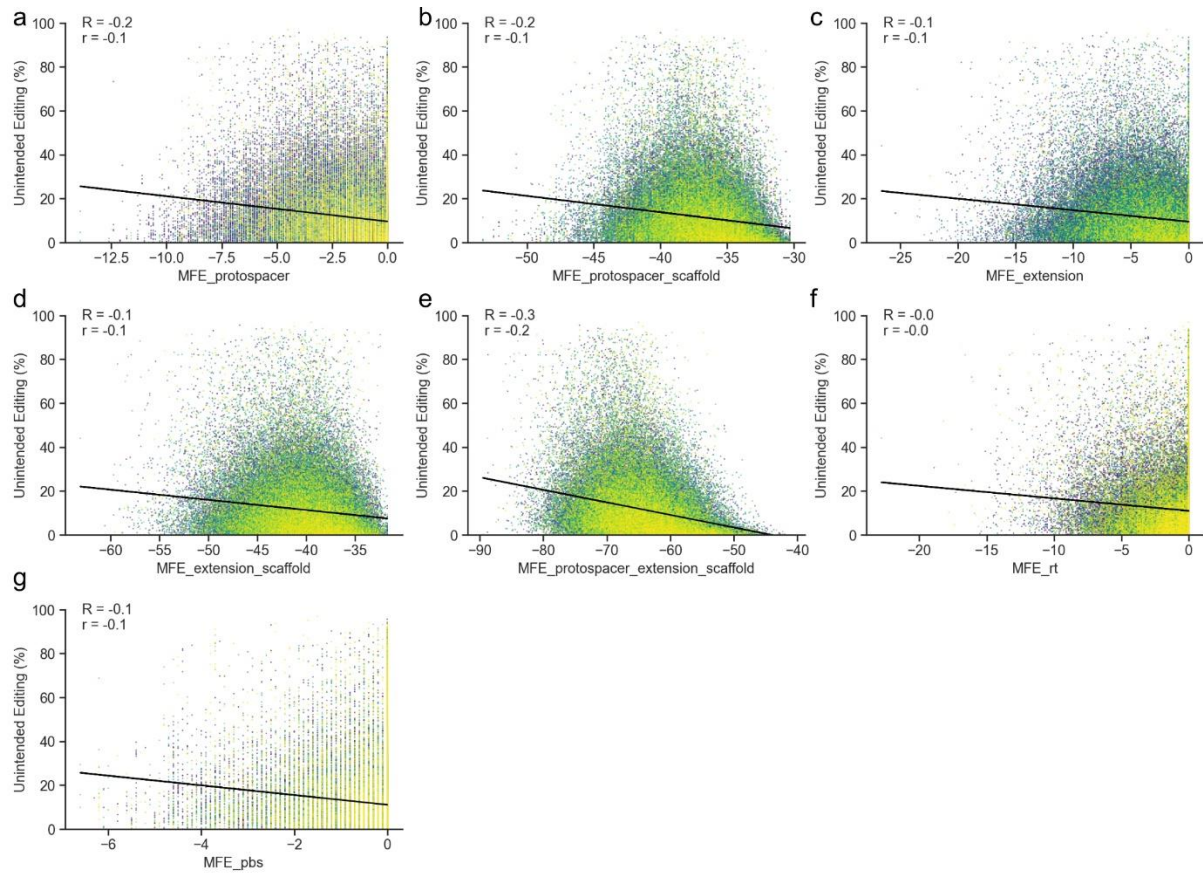 a
R = -0.2
r = -0.1
100
80
60
40
20
0
Unintended Editing (%)
−12.5 −10.0 −7.5 −5.0 −2.5 0.0
MFE_protospacer
b
R = -0.2
r = -0.1
100
80
60
40
20
0
Unintended Editing (%)
−50 −45 −40 −35 −30
MFE_protospacer_scaffold
c
R = -0.1
r = -0.1
100
80
60
40
20
0
Unintended Editing (%)
−25 −20 −15 −10 −5 0
MFE_extension
d
R = -0.1
r = -0.1
100
80
60
40
20
0
Unintended Editing (%)
−60 −55 −50 −45 −40 −35
MFE_extension_scaffold
e
R = -0.3
r = -0.2
100
80
60
40
20
0
Unintended Editing (%)
−90 −80 −70 −60 −50 −40
MFE_protospacer_extension_scaffold
f
R = -0.0
r = -0.0
100
80
60
40
20
0
Unintended Editing (%)
−20 −15 −10 −5 0
MFE_rt
g
R = -0.1
r = -0.1
100
80
60
40
20
0
Unintended Editing (%)
−6 −4 −2 0
MFE_pbs